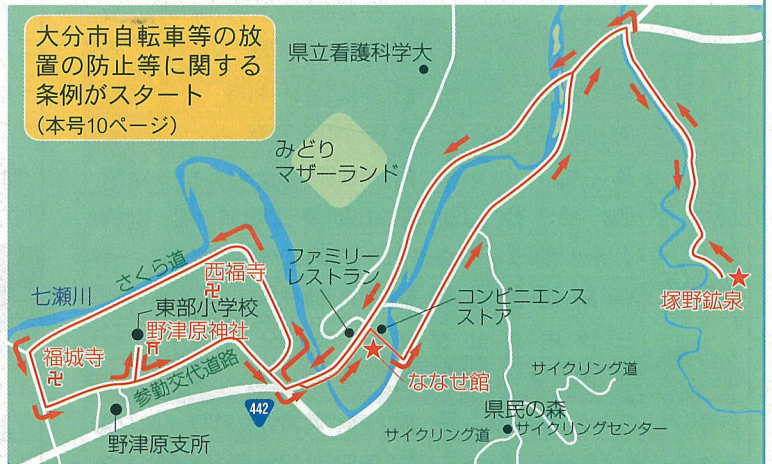 大分市自転車等の放
置の防止等に関する
条例がスタート
(本号10ページ)
県立看護科学大
みどり
マザーランド
ファミリー
レストラン
コンビニエンス
ストア
塚野鉱泉
さくら道
西福寺
七瀬川
東部小学校
野津原神社
福城寺
参勤交代道路
ななせ館
442
野津原支所
サイクリング道
県民の森
サイクリング道
サイクリングセンター